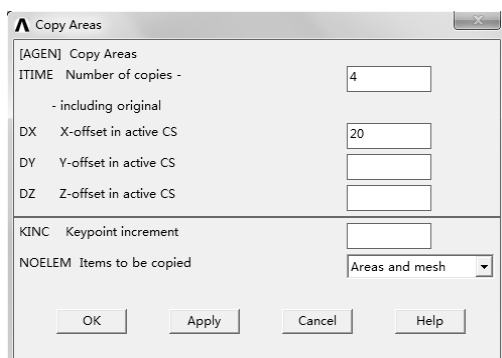 Copy Areas
[AGEN] Copy Areas
ITIME Number of copies - 4
- including original
DX X-offset in active CS 20
DY Y-offset in active CS
DZ Z-offset in active CS
KINC Keypoint increment
NOELEM Items to be copied Areas and mesh
OK Apply Cancel Help